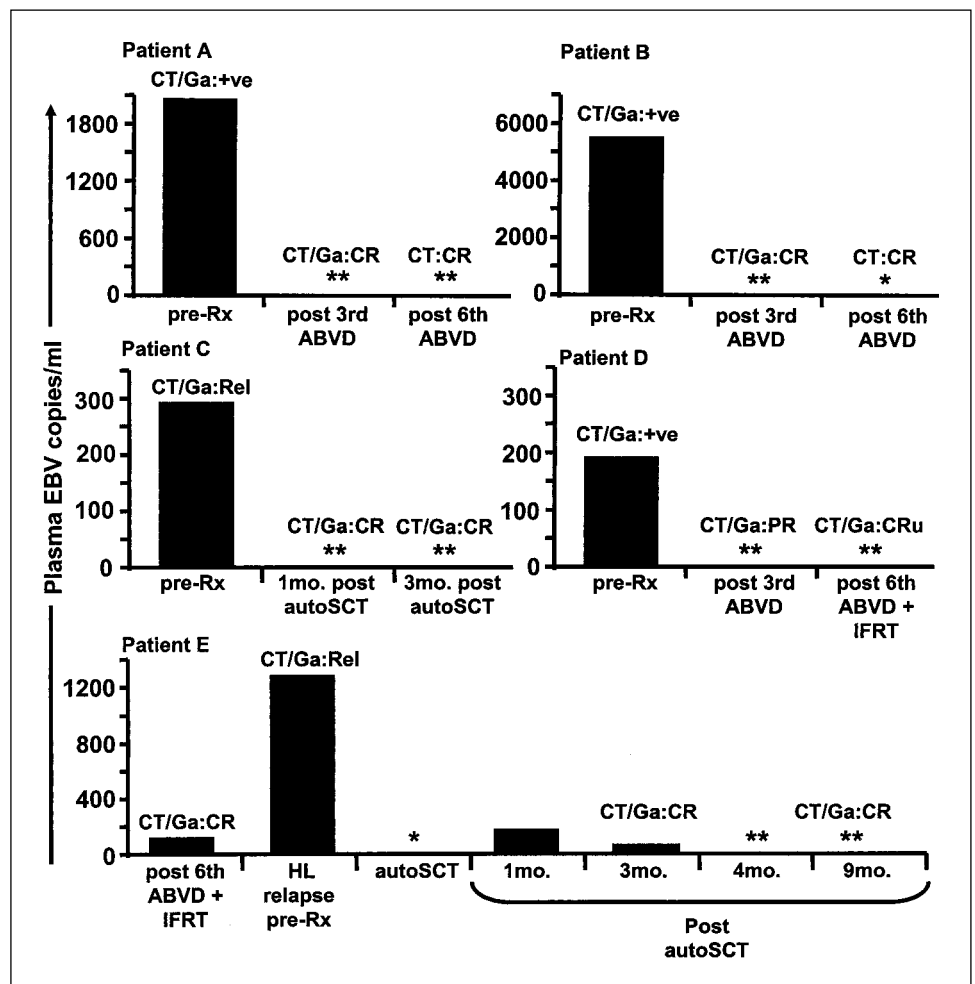 Plasma EBV copies/ml
Patient A
CT/Ga:+ve
1800
1200
600
0
CT/Ga:CR
**
CT:CR
**
pre-Rx
post 3rd
ABVD
post 6th
ABVD
Patient B
CT/Ga:+ve
6000
4000
2000
0
CT/Ga:CR
**
CT:CR
*
pre-Rx
post 3rd
ABVD
post 6th
ABVD
Patient C
CT/Ga:Rel
300
200
100
0
CT/Ga:CR
**
CT/Ga:CR
**
pre-Rx
1mo. post
autoSCT
3mo. post
autoSCT
Patient D
CT/Ga:+ve
300
200
100
0
CT/Ga:PR
**
CT/Ga:CRu
**
pre-Rx
post 3rd
ABVD
post 6th
ABVD +
IFRT
Patient E
CT/Ga:Rel
1200
800
400
0
CT/Ga:CR
*
CT/Ga:CR
**
CT/Ga:CR
**
post 6th
ABVD +
IFRT
HL
relapse
pre-Rx
autoSCT
1mo.
3mo.
4mo.
9mo.
Post
autoSCT